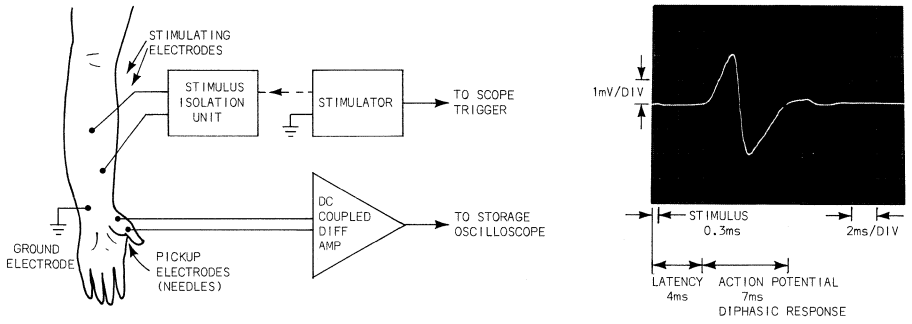 STIMULATING
ELECTRODES
STIMULUS
ISOLATION
UNIT
STIMULATOR
TO SCOPE
TRIGGER
GROUND
ELECTRODE
PICKUP
ELECTRODES
(NEEDLES)
DC
COUPLED
DIFF
AMP
TO STORAGE
OSCILLOSCOPE
1mV/DIV
STIMULUS
0.3ms
2ms/DIV
LATENCY
4ms
ACTION POTENTIAL
7ms
DIPHASIC RESPONSE